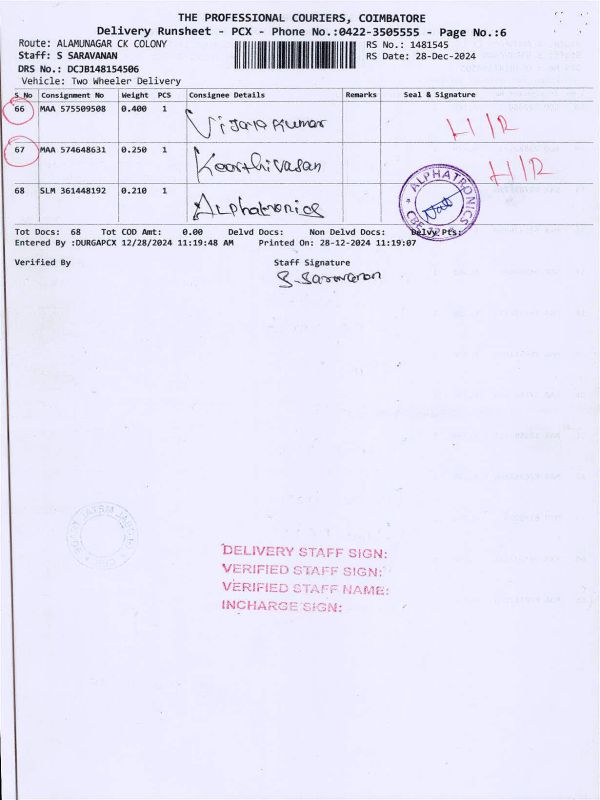 THE PROFESSIONAL COURIERS, COIMBATORE
Delivery Runsheet - PCX - Phone No.:0422-3505555 - Page No.:6
Route: ALAMUNAGAR CK COLONY
RS No.: 1481545
Staff: S SARAVANAN
RS Date: 28-Dec-2024
DRS No.: DCJB148154506
Vehicle: Two Wheeler Delivery
S No Consignment No Weight PCS Consignee Details Remarks Seal & Signature
66 MAA 575509508 0.400 1 Vijaya Kumar H/R
67 MAA 574648631 0.250 1 Keerthivasan H/R
68 SLM 361448192 0.210 1 Alphatronics
ALPHATRONICS
Tot Docs: 68 Tot COD Amt: 0.00 Delvd Docs: Non Delvd Docs: Delvy Pts:
Entered By :DURGAPCX 12/28/2024 11:19:48 AM Printed On: 28-12-2024 11:19:07
Verified By Staff Signature
S. Saravanan
DELIVERY STAFF SIGN:
VERIFIED STAFF SIGN:
VERIFIED STAFF NAME:
INCHARGE SIGN: